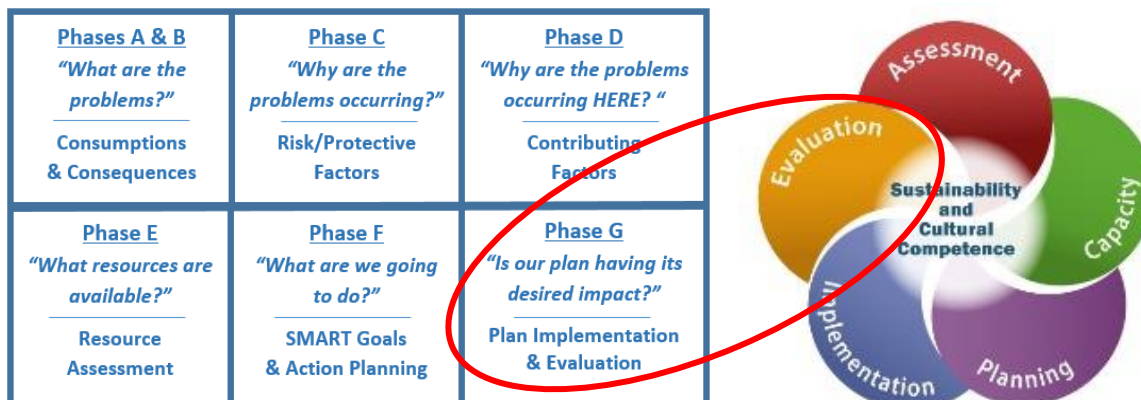 Phases A & B
“What are the
problems?”
Consumptions
& Consequences
Phase C
“Why are the
problems occurring?”
Risk/Protective
Factors
Phase D
“Why are the problems
occurring HERE? “
Contributing
Factors
Phase E
“What resources are
available?”
Resource
Assessment
Phase F
“What are we going
to do?”
SMART Goals
& Action Planning
Phase G
“Is our plan having its
desired impact?”
Plan Implementation
& Evaluation
Assessment
Capacity
Planning
Implementation
Evaluation
Sustainability
and
Cultural
Competence